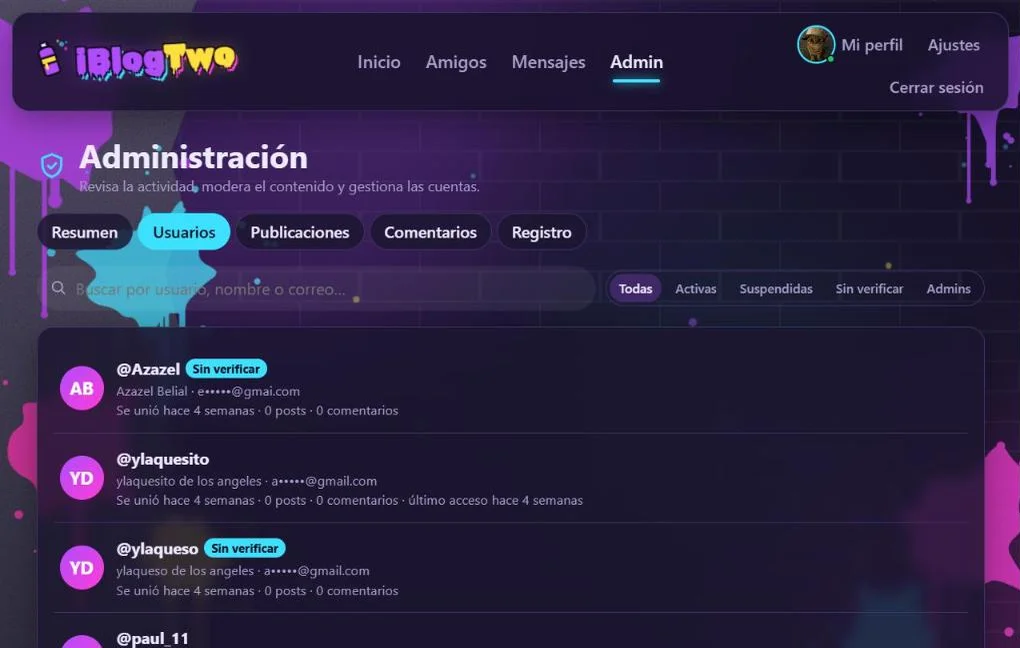 iBlogTwo
Inicio Amigos Mensajes Admin
Mi perfil Ajustes
Cerrar sesión
Administración
Revisa la actividad, modera el contenido y gestiona las cuentas.
Resumen Usuarios Publicaciones Comentarios Registro
Buscar por usuario, nombre o correo...
Todas Activas Suspendidas Sin verificar Admins
AB
@Azazel Sin verificar
Azazel Belial · e•••••@gmai.com
Se unió hace 4 semanas · 0 posts · 0 comentarios
YD
@ylaquesito
ylaquesito de los angeles · a•••••@gmail.com
Se unió hace 4 semanas · 0 posts · 0 comentarios · último acceso hace 4 semanas
YD
@ylaqueso Sin verificar
ylaqueso de los angeles · a•••••@gmail.com
Se unió hace 4 semanas · 0 posts · 0 comentarios
@paul_11